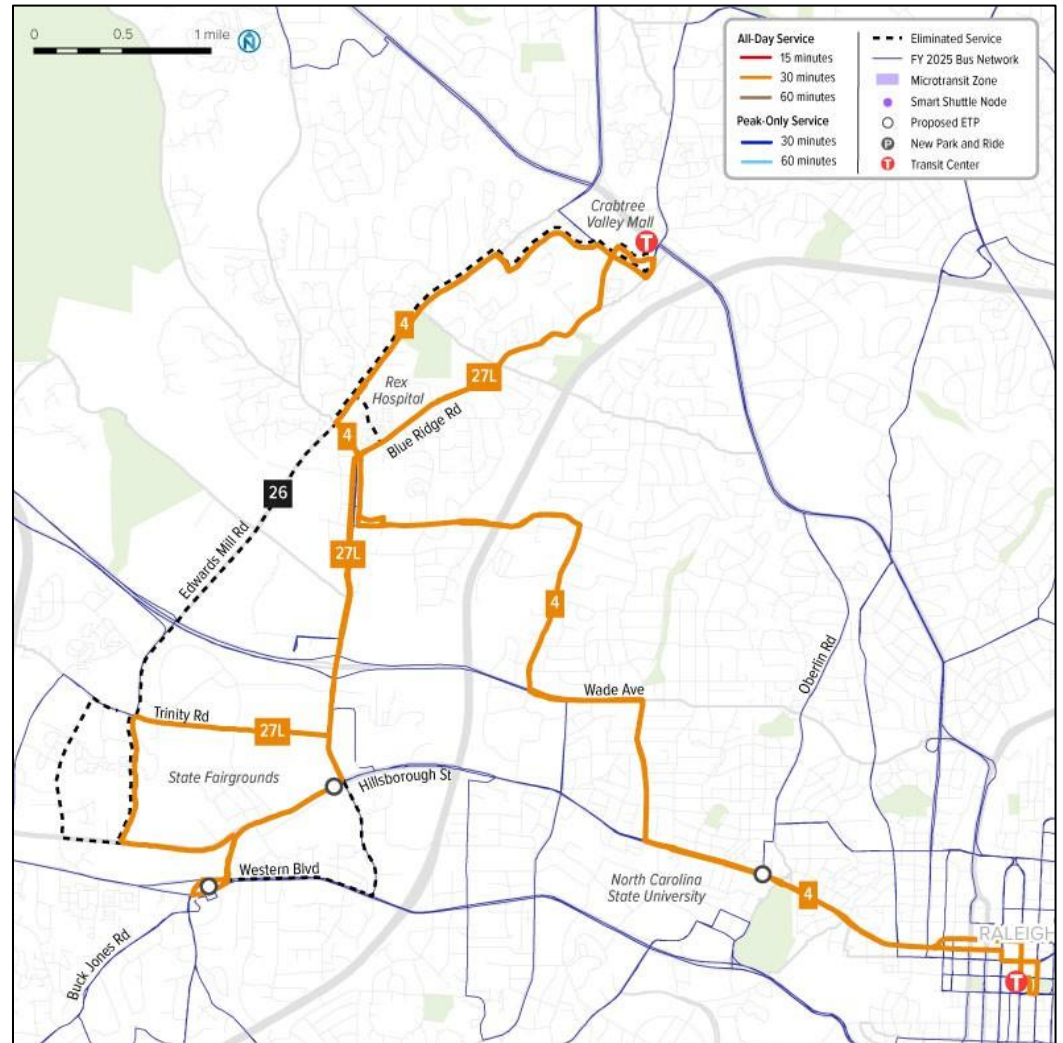 0 0.5 1 mile
N
All-Day Service
15 minutes
30 minutes
60 minutes
Peak-Only Service
30 minutes
60 minutes
Eliminated Service
FY 2025 Bus Network
Microtransit Zone
Smart Shuttle Node
Proposed ETP
P New Park and Ride
T Transit Center
Crabtree
Valley Mall
T
4
27L
Rex
Hospital
4
Blue Ridge Rd
26
27L
Edwards Mill Rd
4
Oberlin Rd
Wade Ave
Trinity Rd
27L
State Fairgrounds
Hillsborough St
Western Blvd
North Carolina
State University
4
Buck Jones Rd
RALEIGH
T